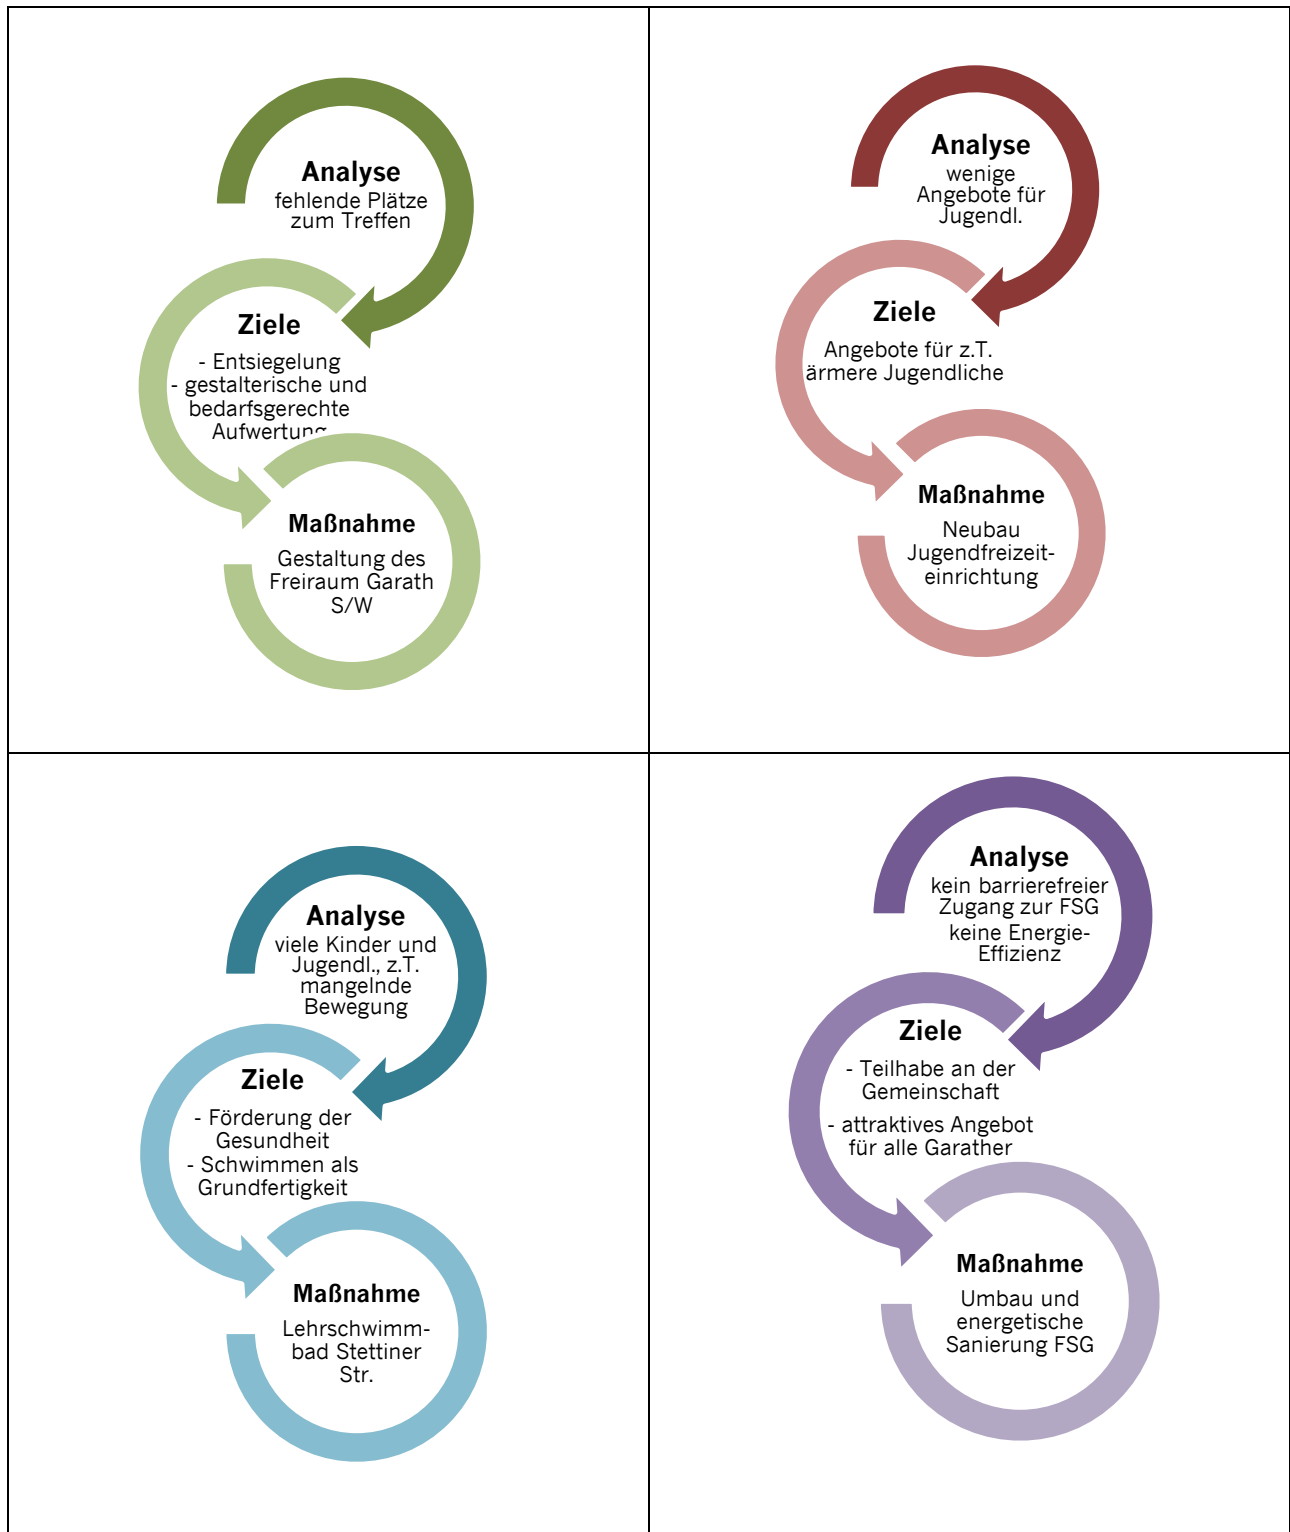 Analyse
fehlende Plätze
zum Treffen
Ziele
- Entsiegelung
- gestalterische und
bedarfsgerechte
Aufwertung
Maßnahme
Gestaltung des
Freiraum Garath
S/W
Analyse
wenige
Angebote für
Jugendl.
Ziele
Angebote für z.T.
ärmere Jugendliche
Maßnahme
Neubau
Jugendfreizeit-
einrichtung
Analyse
viele Kinder und
Jugendl., z.T.
mangelnde
Bewegung
Ziele
- Förderung der
Gesundheit
- Schwimmen als
Grundfertigkeit
Maßnahme
Lehrschwimm-
bad Stettiner
Str.
Analyse
kein barrierefreier
Zugang zur FSG
keine Energie-
Effizienz
Ziele
- Teilhabe an der
Gemeinschaft
- attraktives Angebot
für alle Garather
Maßnahme
Umbau und
energetische
Sanierung FSG